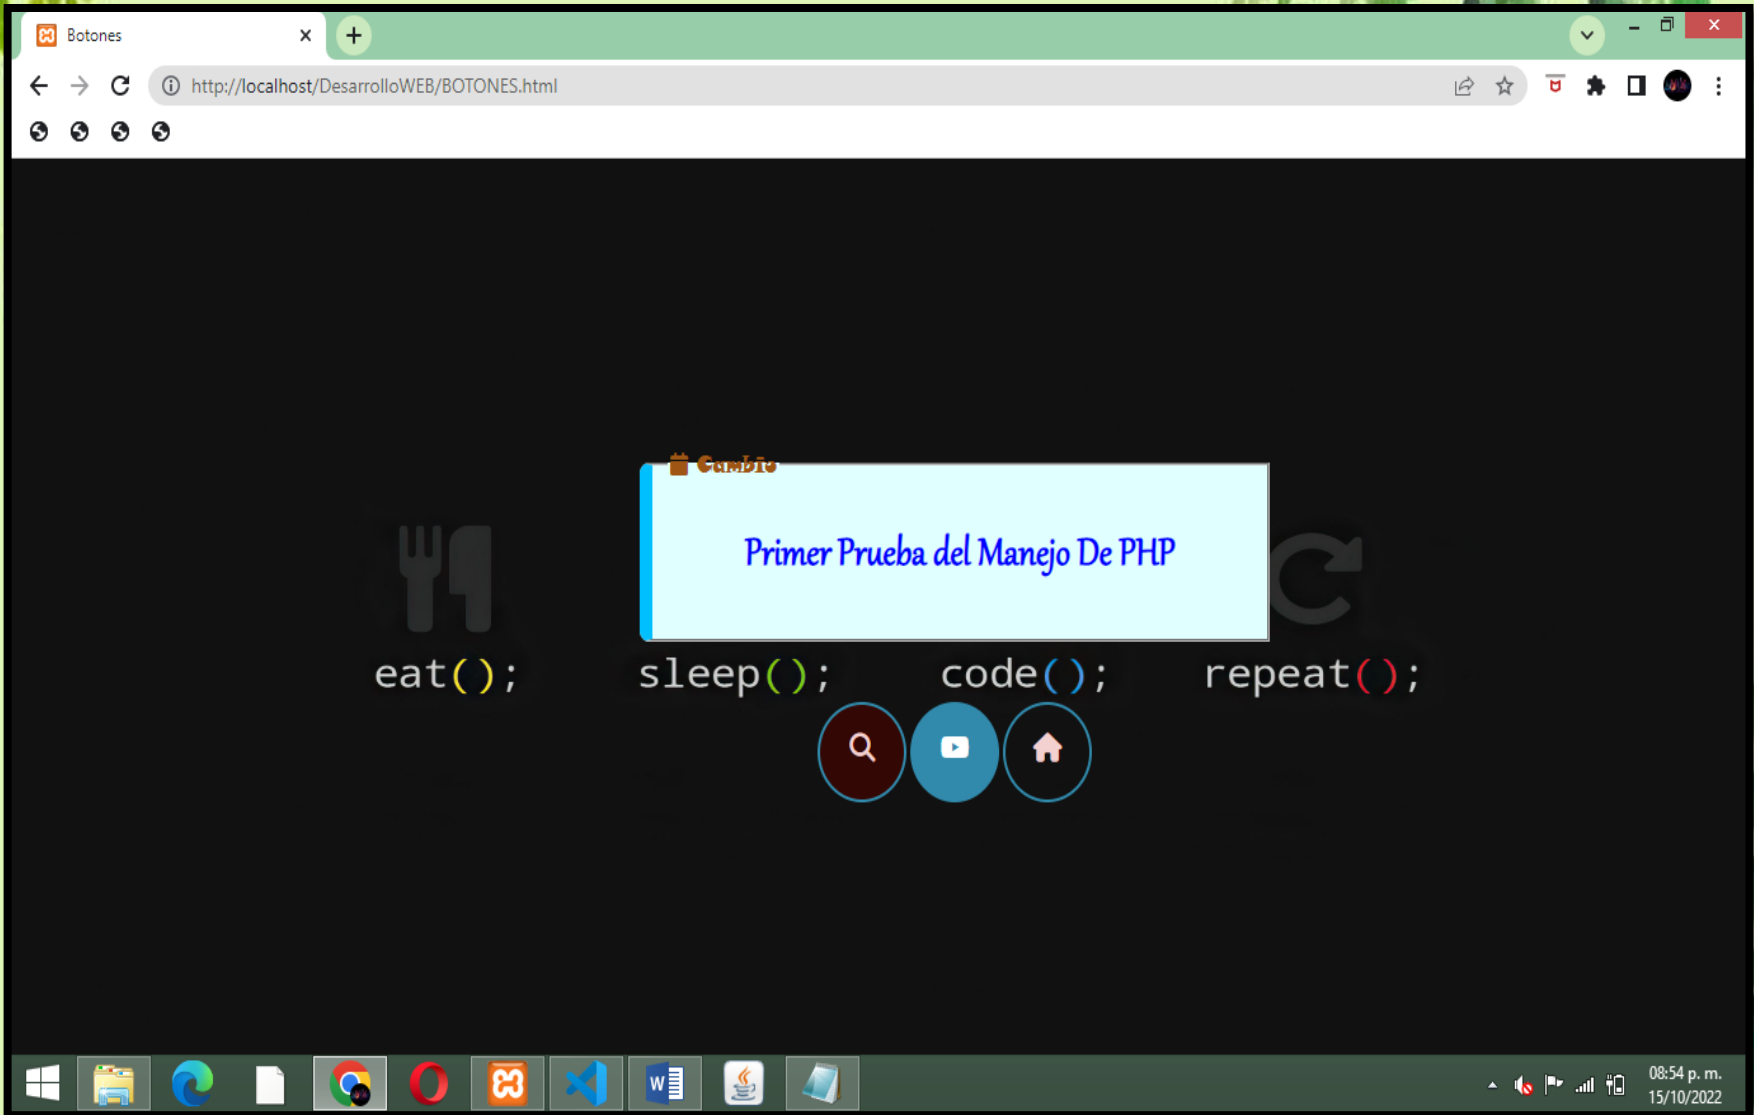 Botones
http://localhost/DesarrolloWEB/BOTONES.html
Cambio
Primer Prueba del Manejo De PHP
eat(); sleep(); code(); repeat();
08:54 p. m.
15/10/2022